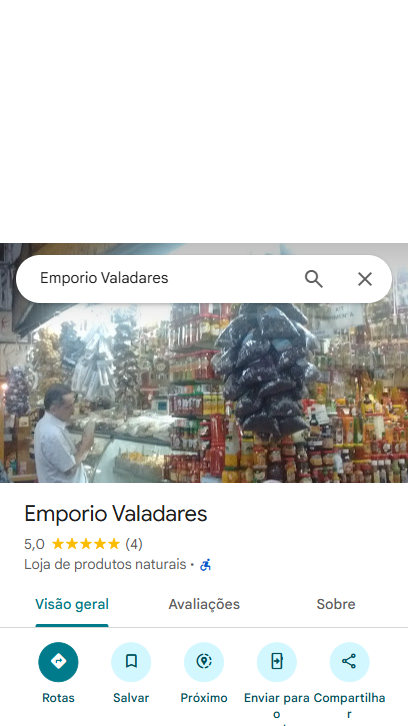 Emporio Valadares
Emporio Valadares
5,0 (4)
Loja de produtos naturais ·
Visão geral
Avaliações
Sobre
Rotas
Salvar
Próximo
Enviar para o
Compartilhar